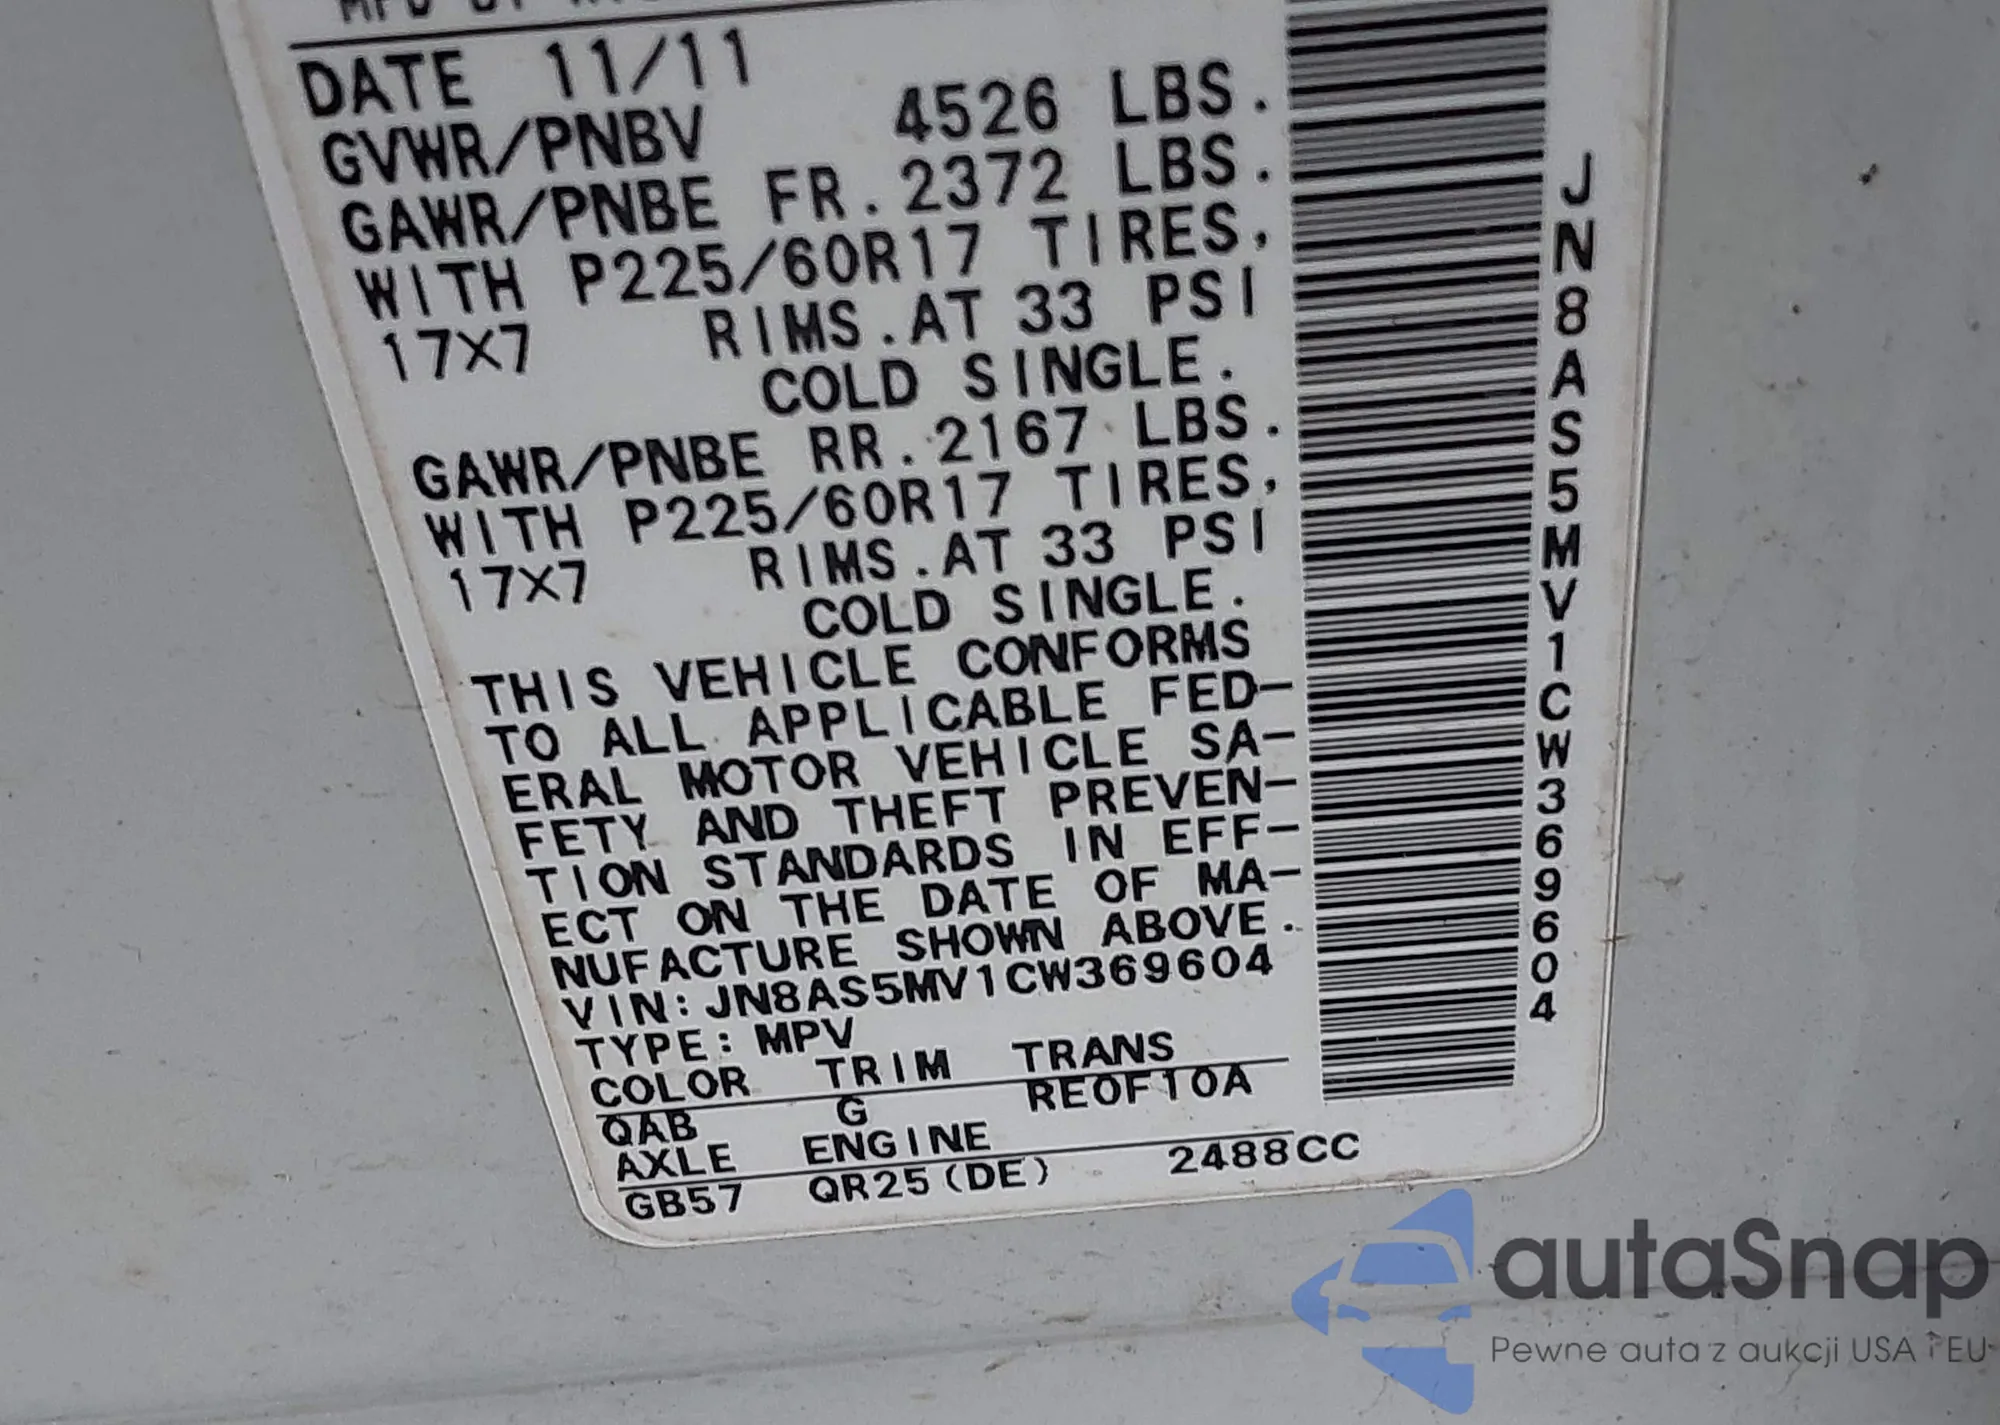 DATE 11/11
GVWR/PNBV 4526 LBS.
GAWR/PNBE FR. 2372 LBS.
WITH P225/60R17 TIRES,
17X7 RIMS. AT 33 PSI
COLD SINGLE.
GAWR/PNBE RR. 2167 LBS.
WITH P225/60R17 TIRES,
17X7 RIMS. AT 33 PSI
COLD SINGLE.
THIS VEHICLE CONFORMS
TO ALL APPLICABLE FED-
ERAL MOTOR VEHICLE SA-
FETY AND THEFT PREVEN-
TION STANDARDS IN EFF-
ECT ON THE DATE OF MA-
NUFACTURE SHOWN ABOVE.
VIN: JN8AS5MV1CW369604
TYPE: MPV
COLOR TRIM TRANS
QAB G RE0F10A
AXLE ENGINE
GB57 QR25(DE) 2488CC
JN8AS5MV1CW369604
autaSnap
Pewne auta z aukcji USA i EU